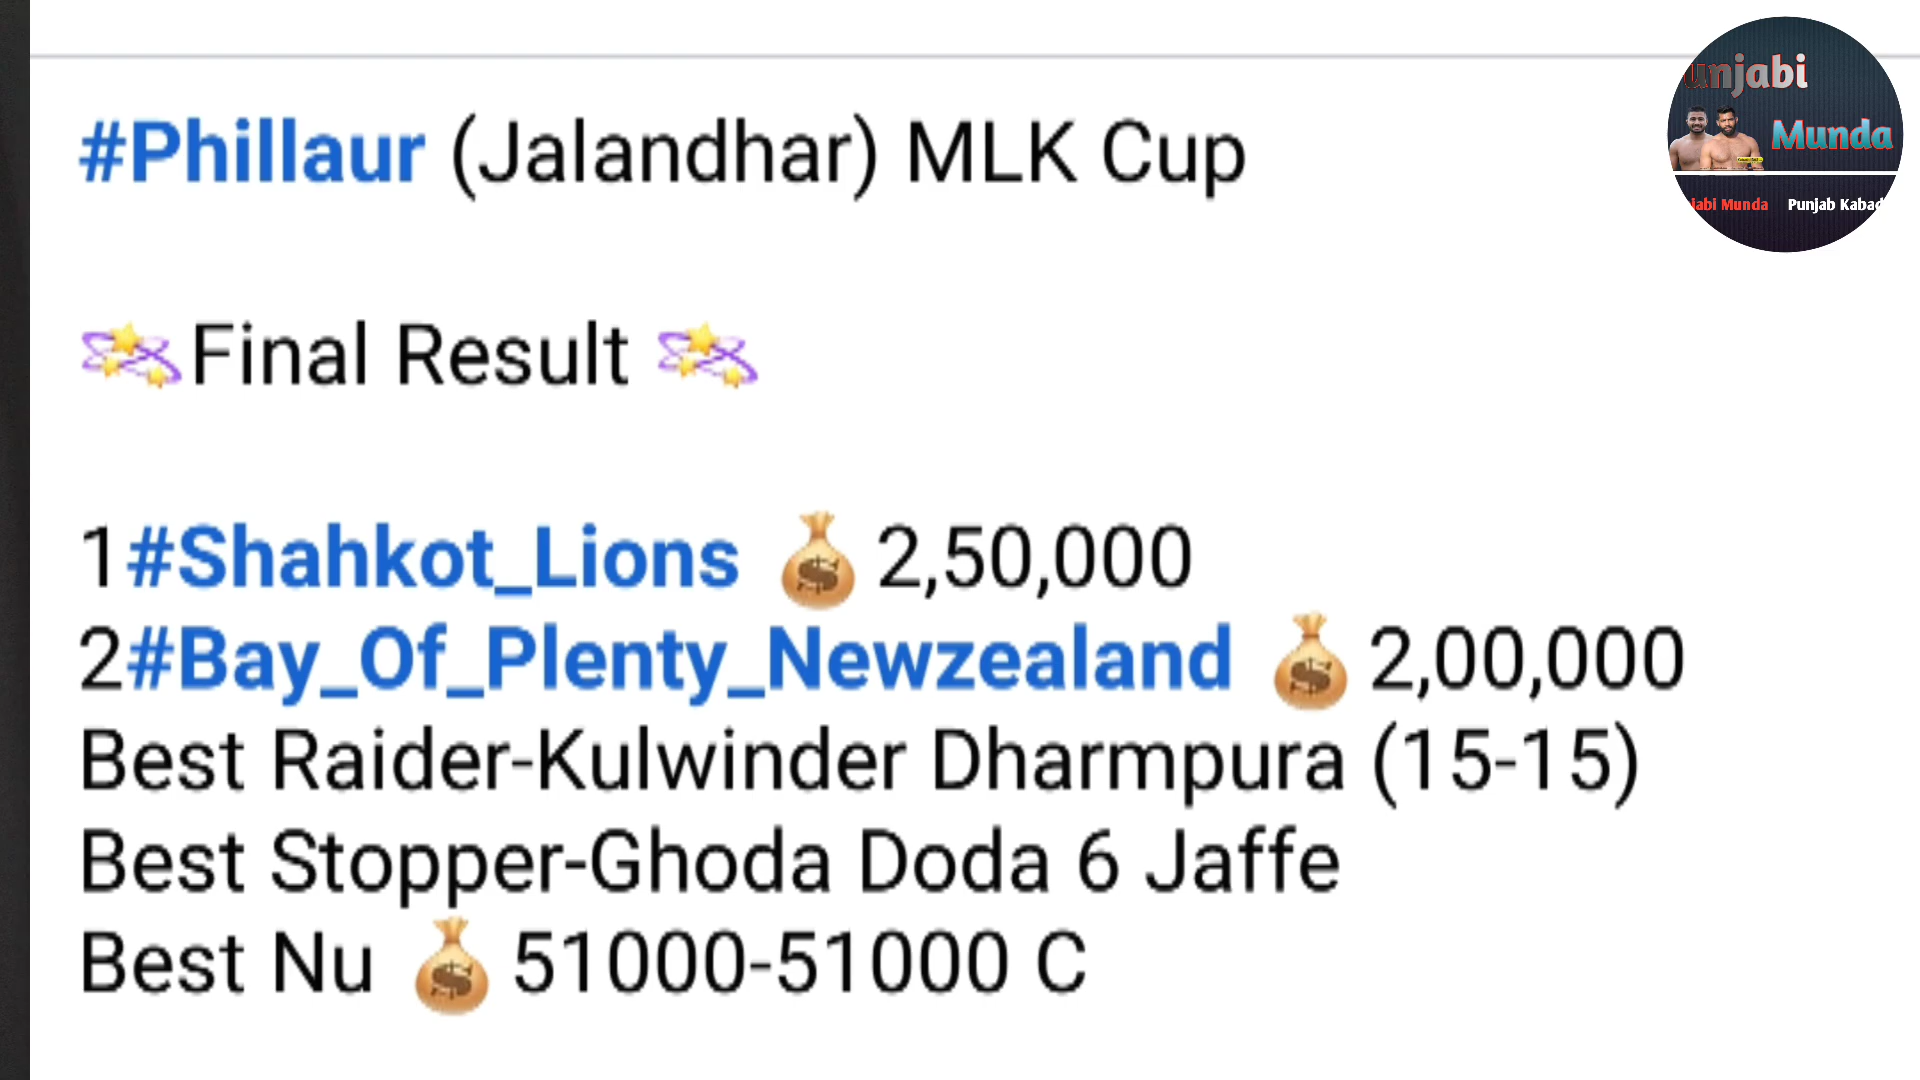 #Phillaur (Jalandhar) MLK Cup
💫Final Result 💫
1#Shahkot_Lions 💰2,50,000
2#Bay_Of_Plenty_Newzealand 💰2,00,000
Best Raider-Kulwinder Dharmpura (15-15)
Best Stopper-Ghoda Doda 6 Jaffe
Best Nu 💰51000-51000 C
unjabi
Munda
jabi Munda Punjab Kabad